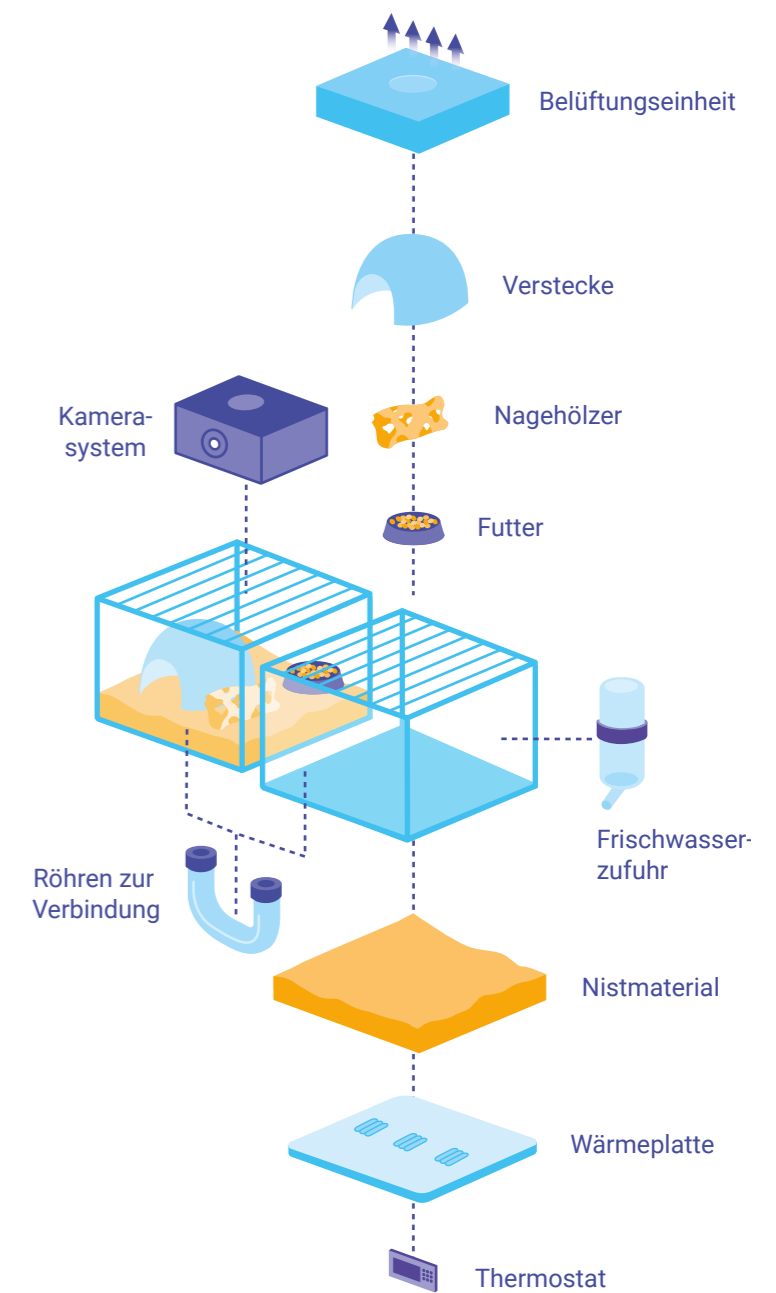 Belüftungseinheit
Verstecke
Kamera-
system
Nagehölzer
Futter
Frischwasser-
zufuhr
Röhren zur
Verbindung
Nistmaterial
Wärmeplatte
Thermostat